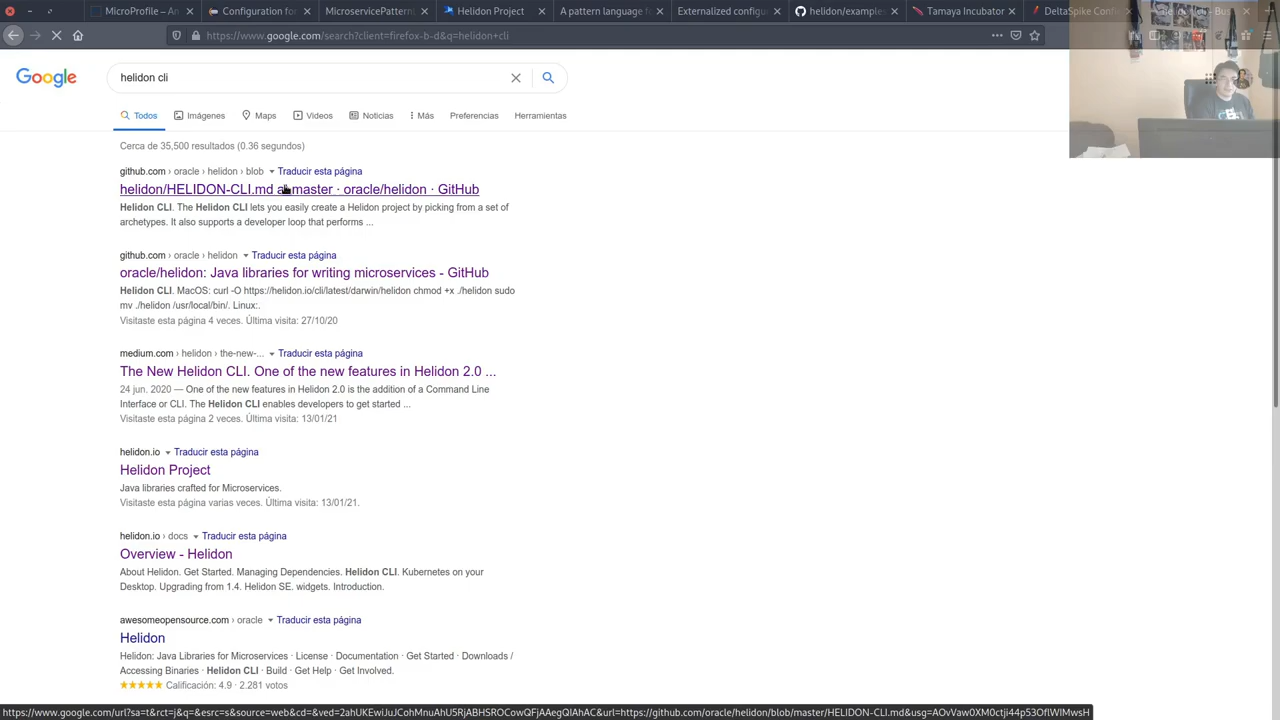 MicroProfile – An
Configuration for
MicroservicePattern
Helidon Project
A pattern language f
Externalized configur
helidon/examples
Tamaya Incubator
DeltaSpike Confi
https://www.google.com/search?client=firefox-b-d&q=helidon+cli
Google
helidon cli
Todos
Imágenes
Maps
Videos
Noticias
Más
Preferencias
Herramientas
Cerca de 35,500 resultados (0.36 segundos)
github.com › oracle › helidon › blob Traducir esta página
helidon/HELIDON-CLI.md at master · oracle/helidon · GitHub
Helidon CLI. The Helidon CLI lets you easily create a Helidon project by picking from a set of
archetypes. It also supports a developer loop that performs ...
github.com › oracle › helidon Traducir esta página
oracle/helidon: Java libraries for writing microservices - GitHub
Helidon CLI. MacOS: curl -O https://helidon.io/cli/latest/darwin/helidon chmod +x ./helidon sudo
mv ./helidon /usr/local/bin/. Linux:.
Visitaste esta página 4 veces. Última visita: 27/10/20
medium.com › helidon › the-new-... Traducir esta página
The New Helidon CLI. One of the new features in Helidon 2.0 ...
24 jun. 2020 — One of the new features in Helidon 2.0 is the addition of a Command Line
Interface or CLI. The Helidon CLI enables developers to get started ...
Visitaste esta página 2 veces. Última visita: 13/01/21
helidon.io Traducir esta página
Helidon Project
Java libraries crafted for Microservices.
Visitaste esta página varias veces. Última visita: 13/01/21.
helidon.io › docs Traducir esta página
Overview - Helidon
About Helidon. Get Started. Managing Dependencies. Helidon CLI. Kubernetes on your
Desktop. Upgrading from 1.4. Helidon SE. widgets. Introduction.
awesomeopensource.com › oracle Traducir esta página
Helidon
Helidon: Java Libraries for Microservices · License · Documentation · Get Started · Downloads /
Accessing Binaries · Helidon CLI · Build · Get Help · Get Involved.
★★★★★ Calificación: 4.9 · 2.281 votos